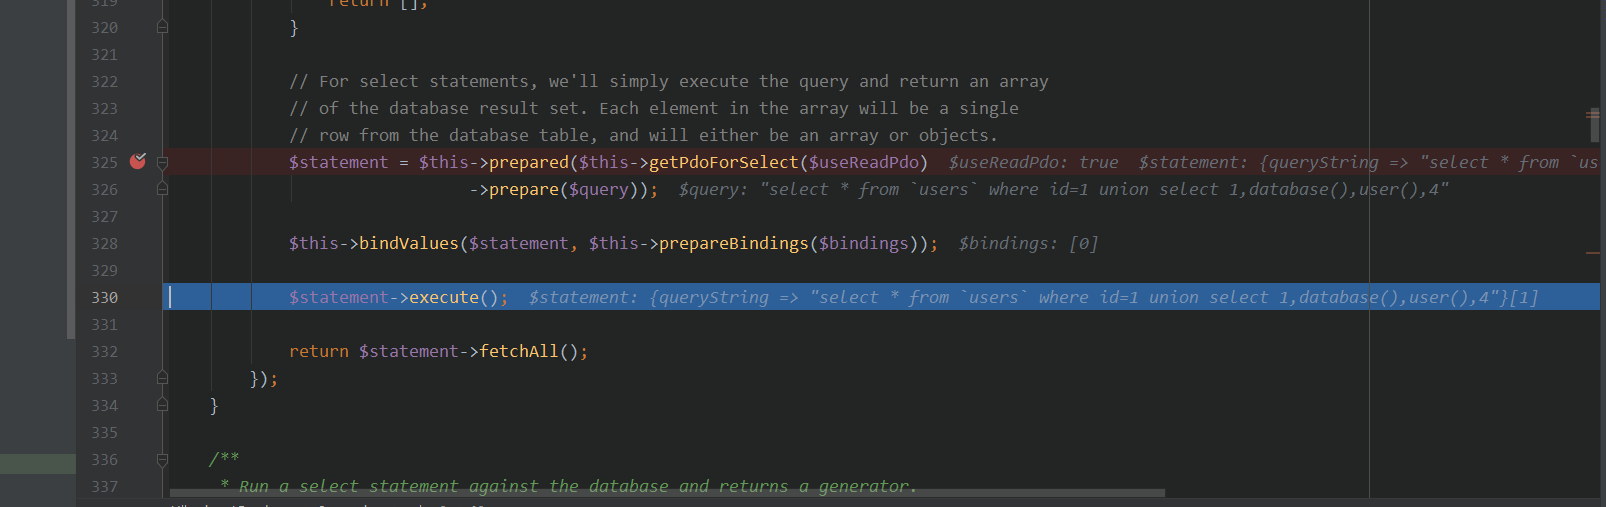 319 return [];
320 }
321
322 // For select statements, we'll simply execute the query and return an array
323 // of the database result set. Each element in the array will be a single
324 // row from the database table, and will either be an array or objects.
325 $statement = $this->prepared($this->getPdoForSelect($useReadPdo) $useReadPdo: true $statement: {queryString => "select * from `us
326 ->prepare($query)); $query: "select * from `users` where id=1 union select 1,database(),user(),4"
327
328 $this->bindValues($statement, $this->prepareBindings($bindings)); $bindings: [0]
329
330 $statement->execute(); $statement: {queryString => "select * from `users` where id=1 union select 1,database(),user(),4"}[1]
331
332 return $statement->fetchAll();
333 });
334 }
335
336 /**
337 * Run a select statement against the database and returns a generator.